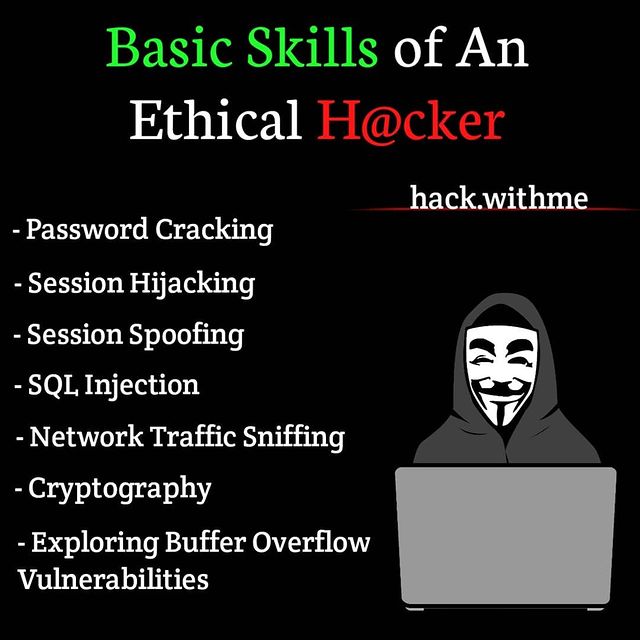 Basic Skills of An
Ethical H@cker
hack.withme
- Password Cracking
- Session Hijacking
- Session Spoofing
- SQL Injection
- Network Traffic Sniffing
- Cryptography
- Exploring Buffer Overflow
Vulnerabilities